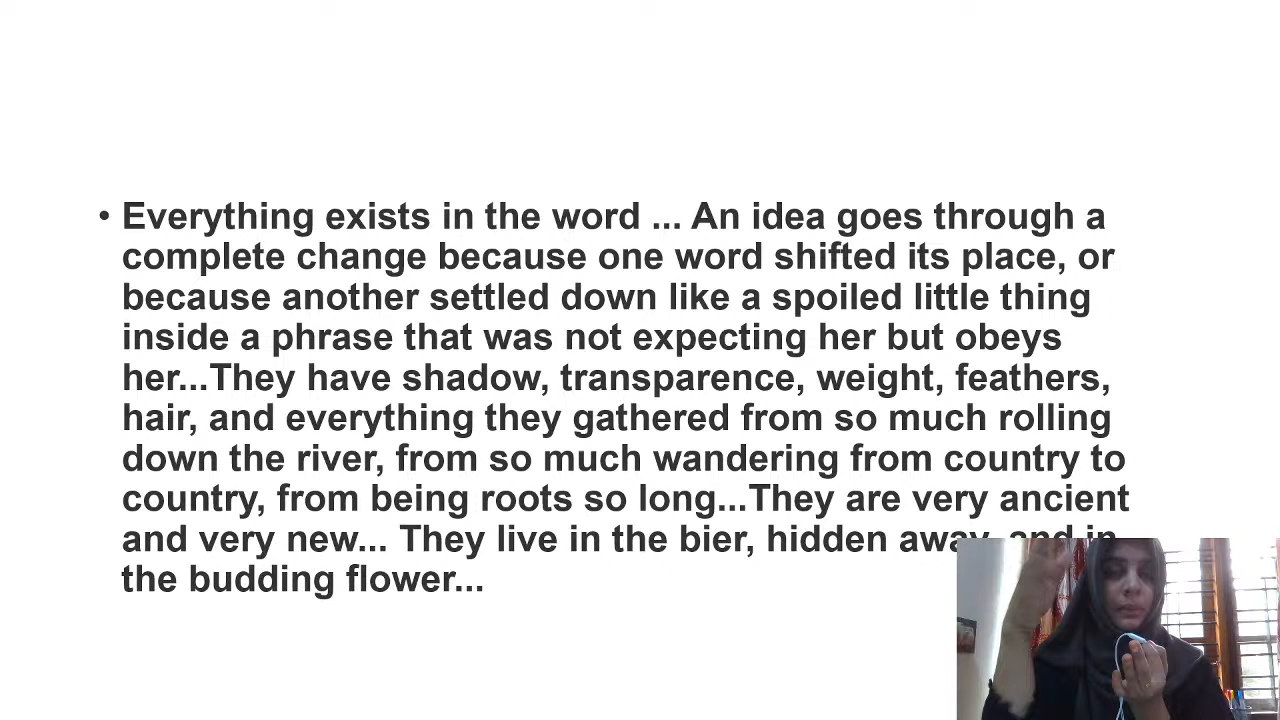 • Everything exists in the word ... An idea goes through a
complete change because one word shifted its place, or
because another settled down like a spoiled little thing
inside a phrase that was not expecting her but obeys
her...They have shadow, transparence, weight, feathers,
hair, and everything they gathered from so much rolling
down the river, from so much wandering from country to
country, from being roots so long...They are very ancient
and very new... They live in the bier, hidden away, and in
the budding flower...